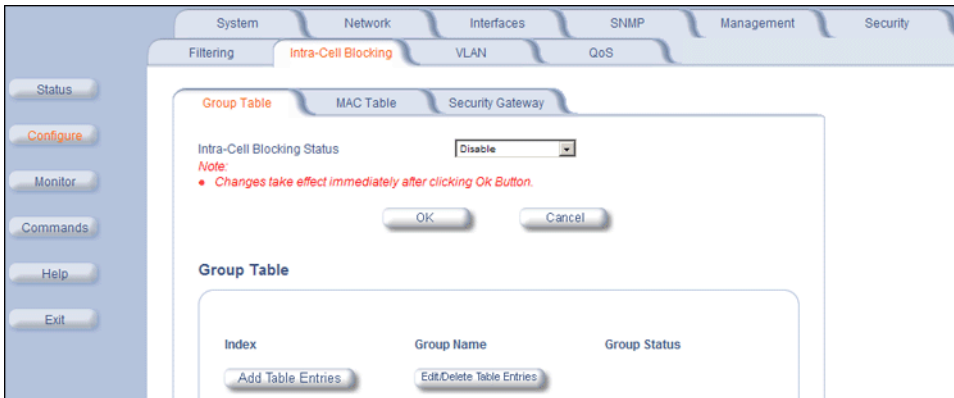 System Network Interfaces SNMP Management Security
Filtering Intra-Cell Blocking VLAN QoS
Status
Configure
Monitor
Commands
Help
Exit
Group Table MAC Table Security Gateway
Intra-Cell Blocking Status Disable
Note:
• Changes take effect immediately after clicking Ok Button.
OK Cancel
Group Table
Index Group Name Group Status
Add Table Entries Edit/Delete Table Entries